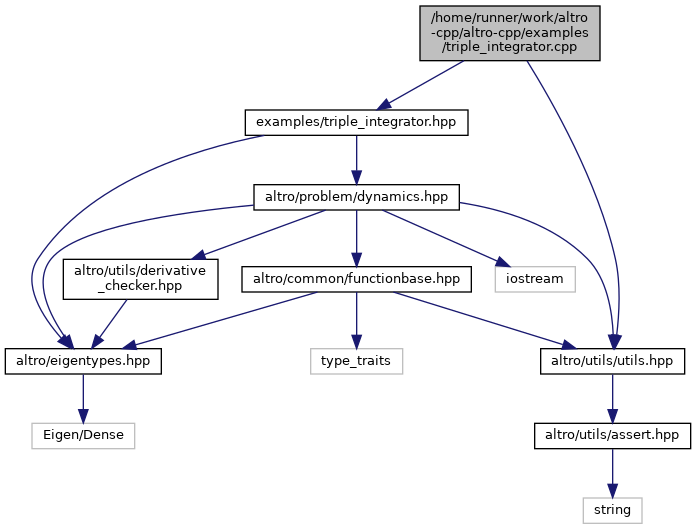 /home/runner/work/altro
-cpp/altro-cpp/examples
/triple_integrator.cpp
examples/triple_integrator.hpp
altro/problem/dynamics.hpp
altro/utils/derivative
_checker.hpp
altro/common/functionbase.hpp
iostream
altro/eigentypes.hpp
type_traits
altro/utils/utils.hpp
Eigen/Dense
altro/utils/assert.hpp
string